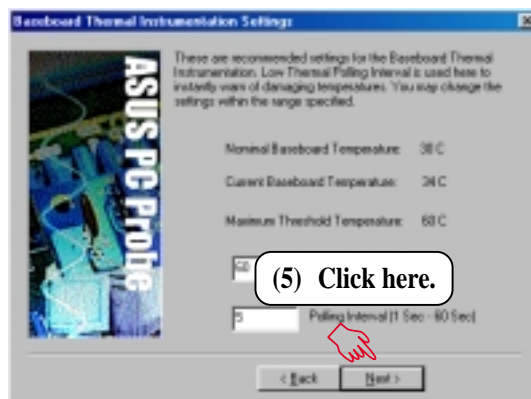 Baseboard Thermal Instrumentation Settings
ASUS PC Probe
These are recommended settings for the Baseboard Thermal
Instrumentation. Low Thermal Polling Interval is used here to
instantly warn of damaging temperatures. You may change the
settings within the range specified.
Nominal Baseboard Temperature: 30 C
Current Baseboard Temperature: 34 C
Maximum Threshold Temperature: 60 C
60
(5) Click here.
5 Polling Interval (1 Sec - 60 Sec)
< Back Next >